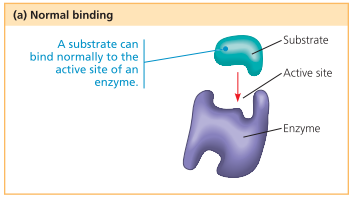 (a) Normal binding
A substrate can
bind normally to the
active site of an
enzyme.
Substrate
Active site
Enzyme